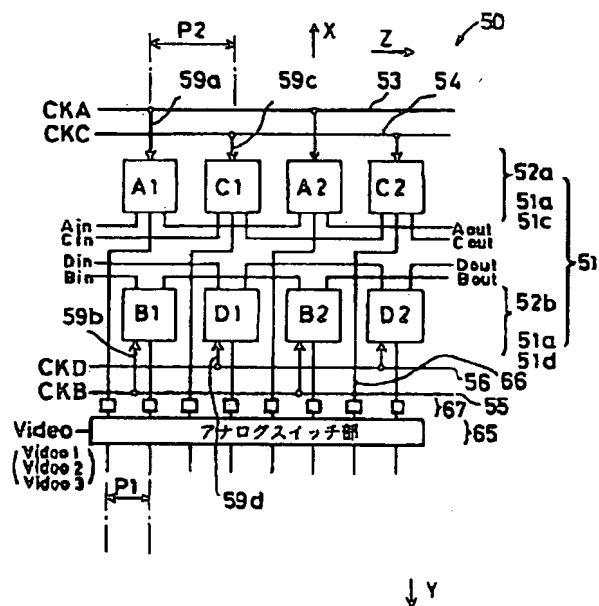 P2 X Z 50
59a 59c 53 54
CKA
CKC
A1 C1 A2 C2 52a
51a
51c
Ain Aout
Cin Cout
51
Din Dout
Bin Bout
59b B1 D1 B2 D2 52b
51a
51d
CKD 56 66
CKB 55 67
Video アナログスイッチ部 65
(Video1
Video2
Video3)
P1 59d
Y